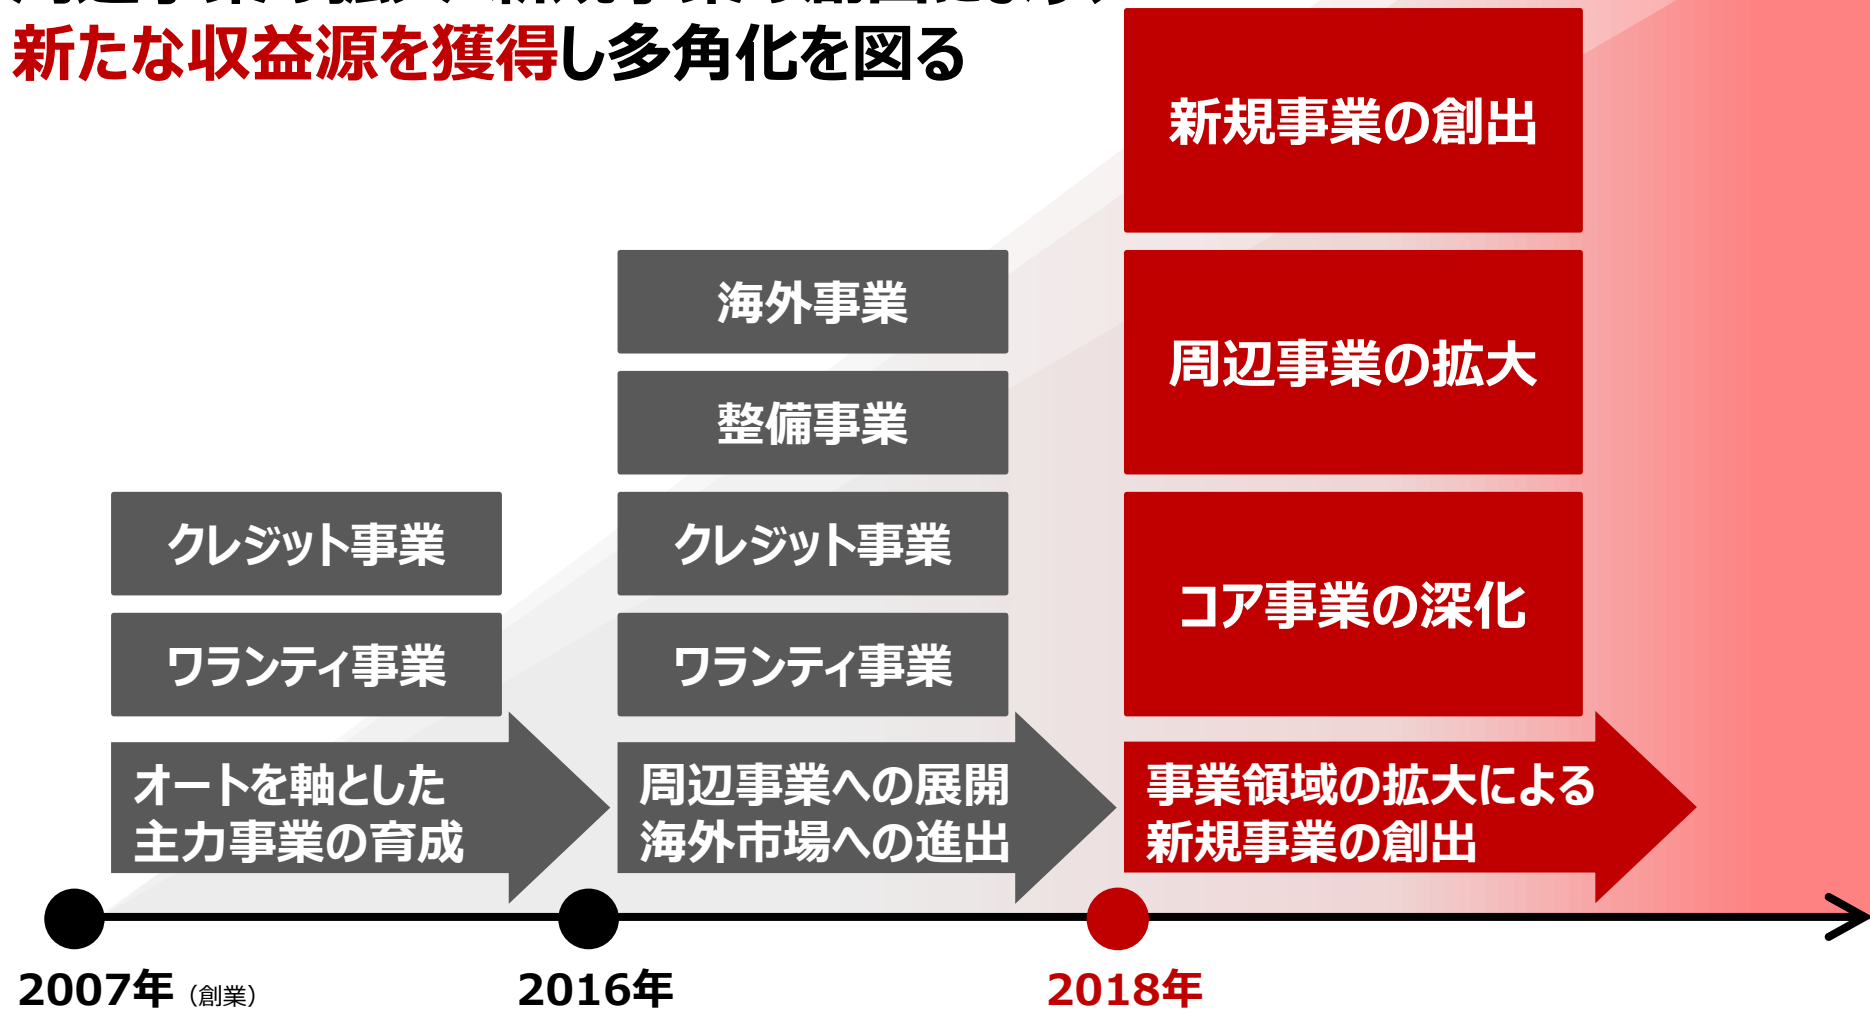 新たな収益源を獲得し多角化を図る
新規事業の創出
海外事業
周辺事業の拡大
整備事業
クレジット事業
クレジット事業
コア事業の深化
ワランティ事業
ワランティ事業
オートを軸とした
主力事業の育成
周辺事業への展開
海外市場への進出
事業領域の拡大による
新規事業の創出
2007年（創業）
2016年
2018年